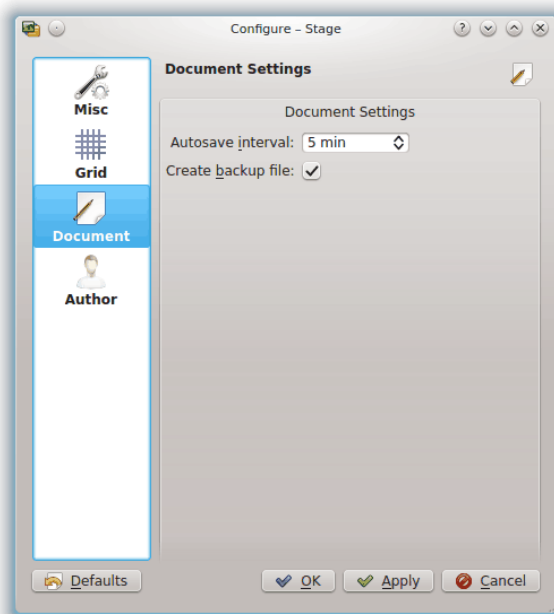 Configure – Stage
Misc
Grid
Document
Author
Document Settings
Document Settings
Autosave interval: 5 min
Create backup file:
Defaults
OK
Apply
Cancel